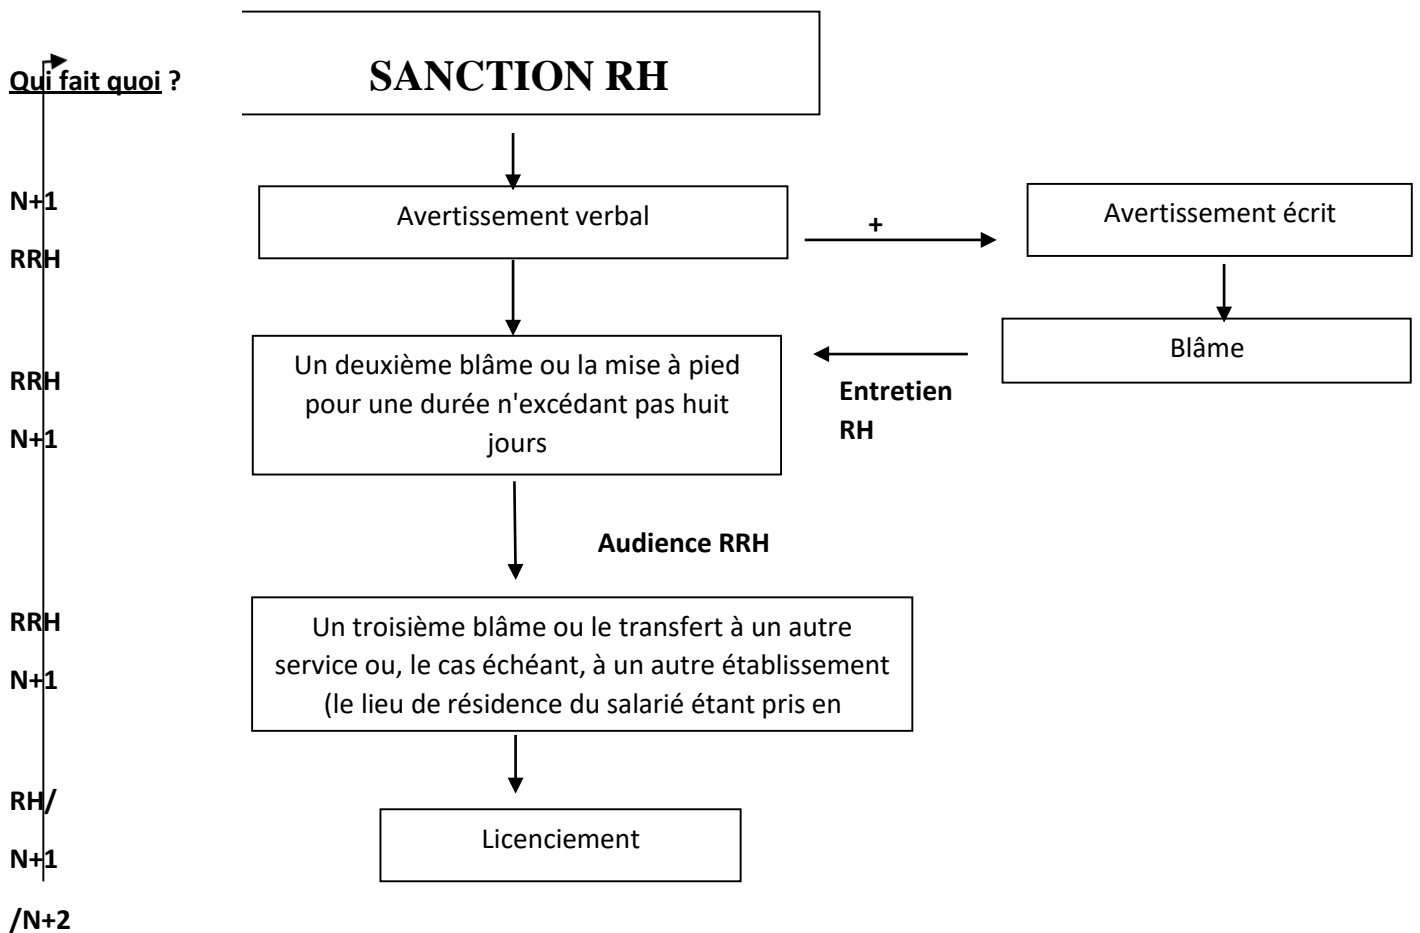 Qui fait quoi ?
SANCTION RH
N+1
RRH
Avertissement verbal
+
Avertissement écrit
Blâme
RRH
N+1
Un deuxième blâme ou la mise à pied
pour une durée n'excédant pas huit
jours
Entretien
RH
Audience RRH
RRH
N+1
Un troisième blâme ou le transfert à un autre
service ou, le cas échéant, à un autre établissement
(le lieu de résidence du salarié étant pris en
RH/
N+1
/N+2
Licenciement